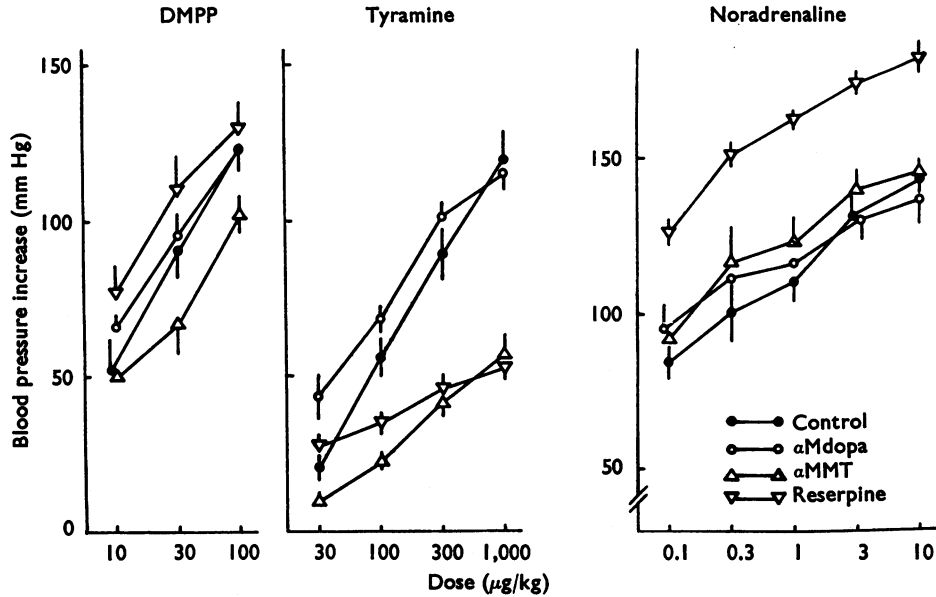 DMPP
Tyramine
Noradrenaline
Blood pressure increase (mm Hg)
150
100
50
0
10 30 100
30 100 300 1,000
150
100
50
0.1 0.3 1 3 10
Control
αMdopa
αMMT
Reserpine
Dose (μg/kg)